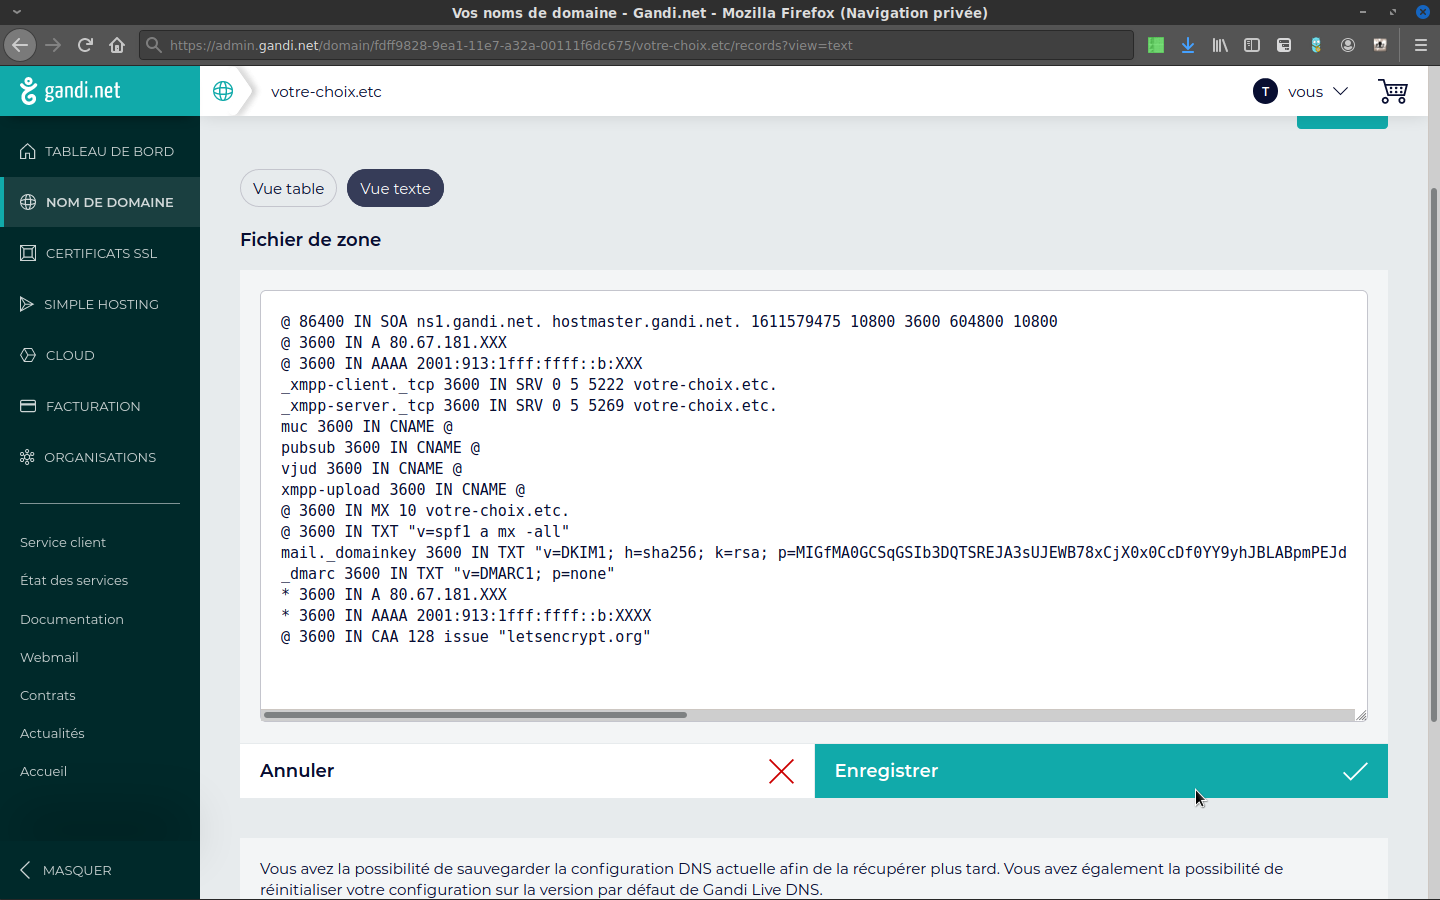 Vos noms de domaine - Gandi.net - Mozilla Firefox (Navigation privée)
https://admin.gandi.net/domain/fdff9828-9ea1-11e7-a32a-00111f6dc675/votre-choix.etc/records?view=text
gandi.net
votre-choix.etc
T
vous
TABLEAU DE BORD
NOM DE DOMAINE
CERTIFICATS SSL
SIMPLE HOSTING
CLOUD
FACTURATION
ORGANISATIONS
Service client
État des services
Documentation
Webmail
Contrats
Actualités
Accueil
MASQUER
Vue table
Vue texte
Fichier de zone
@ 86400 IN SOA ns1.gandi.net. hostmaster.gandi.net. 1611579475 10800 3600 604800 10800
@ 3600 IN A 80.67.181.XXX
@ 3600 IN AAAA 2001:913:1fff:ffff::b:XXX
_xmpp-client._tcp 3600 IN SRV 0 5 5222 votre-choix.etc.
_xmpp-server._tcp 3600 IN SRV 0 5 5269 votre-choix.etc.
muc 3600 IN CNAME @
pubsub 3600 IN CNAME @
vjud 3600 IN CNAME @
xmpp-upload 3600 IN CNAME @
@ 3600 IN MX 10 votre-choix.etc.
@ 3600 IN TXT "v=spf1 a mx -all"
mail._domainkey 3600 IN TXT "v=DKIM1; h=sha256; k=rsa; p=MIGfMA0GCSqGSIb3DQTSREJA3sUJEWB78xCjX0x0CcDf0YY9yhJBLABpmPEJd
_dmarc 3600 IN TXT "v=DMARC1; p=none"
* 3600 IN A 80.67.181.XXX
* 3600 IN AAAA 2001:913:1fff:ffff::b:XXXX
@ 3600 IN CAA 128 issue "letsencrypt.org"
Annuler
Enregistrer
Vous avez la possibilité de sauvegarder la configuration DNS actuelle afin de la récupérer plus tard. Vous avez également la possibilité de
réinitialiser votre configuration sur la version par défaut de Gandi Live DNS.